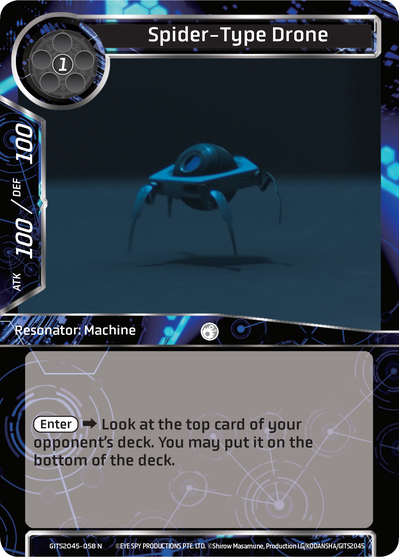 Spider-Type Drone
1
ATK 100 / DEF 100
Resonator: Machine
Enter ➡ Look at the top card of your
opponent's deck. You may put it on the
bottom of the deck.
GITS2045-058 N ©EYE SPY PRODUCTIONS PTE. LTD. ©Shirow Masamune, Production I.G/KODANSHA/GITS2045